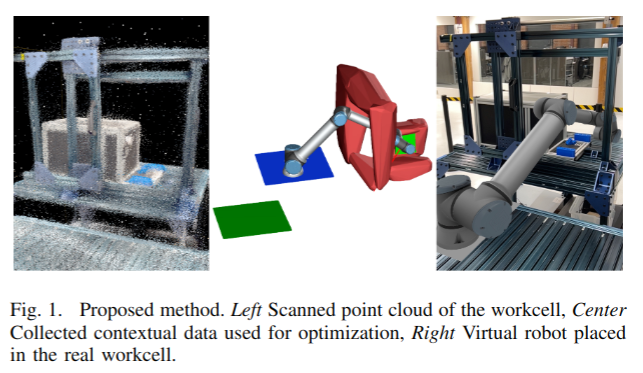 Fig. 1. Proposed method. Left Scanned point cloud of the workcell, Center
Collected contextual data used for optimization, Right Virtual robot placed
in the real workcell.